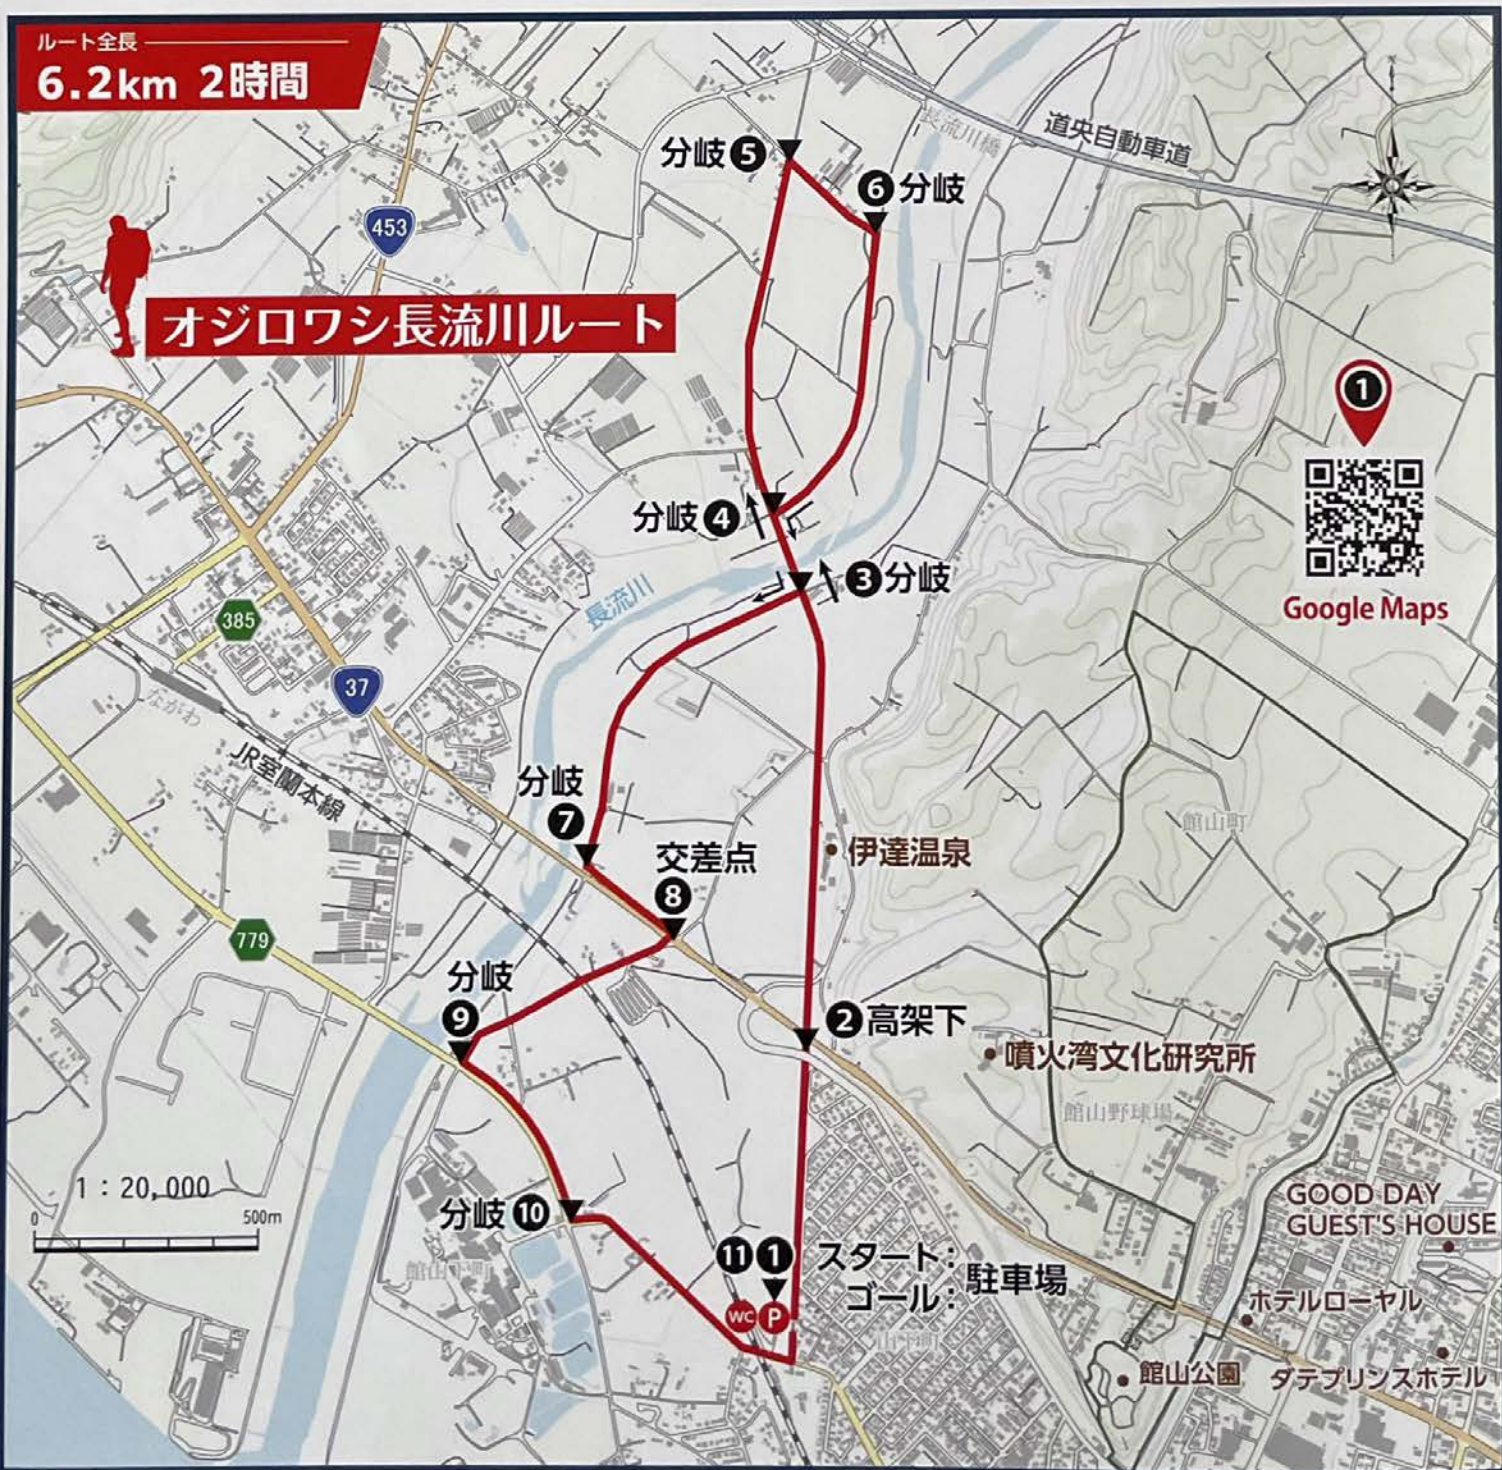 ルート全長
6.2km 2時間
長流川橋
道央自動車道
分岐 5
6 分岐
453
オジロワシ長流川ルート
1
分岐 4
3 分岐
Google Maps
長流川
385
37
ながわ
JR室蘭本線
分岐
7
交差点
8
伊達温泉
館山町
779
分岐
9
2 高架下
噴火湾文化研究所
館山野球場
1：20,000
0 500m
分岐 10
館山下町
11 1 スタート：
ゴール：
駐車場
WC P
山下町
GOOD DAY
GUEST'S HOUSE
ホテルローヤル
館山公園
ダテプリンスホテル